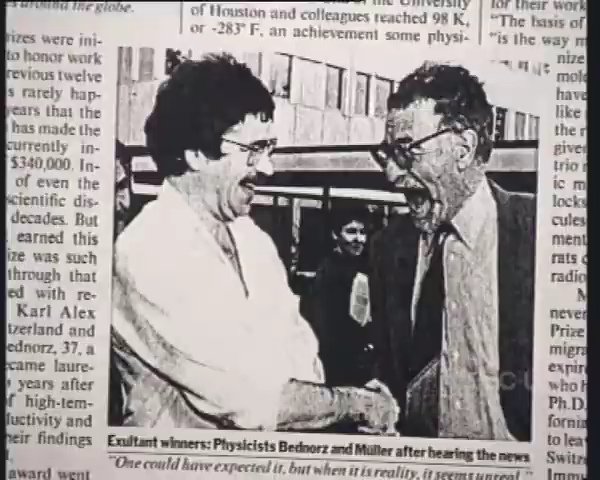 s around the globe.
rizes were ini-
to honor work
revious twelve
s rarely hap-
years that the
has made the
currently in-
$340,000. In-
of even the
scientific dis-
decades. But
earned this
ize was such
through that
ed with re-
Karl Alex
tzerland and
ednorz, 37, a
came laure-
years after
f high-tem-
luctivity and
heir findings
award went
the University
of Houston and colleagues reached 98 K,
or -283° F, an achievement some physi-
Exultant winners: Physicists Bednorz and Müller after hearing the news
"One could have expected it, but when it is reality, it seems unreal."
for their work
"The basis of
"is the way m
nize
mole
have
like
the r
given
trio r
ic m
locks
cules
ment
rats c
radio
M
never
Prize
migra
expir
who h
Ph.D.
fornia
to lea
Switz
Immu